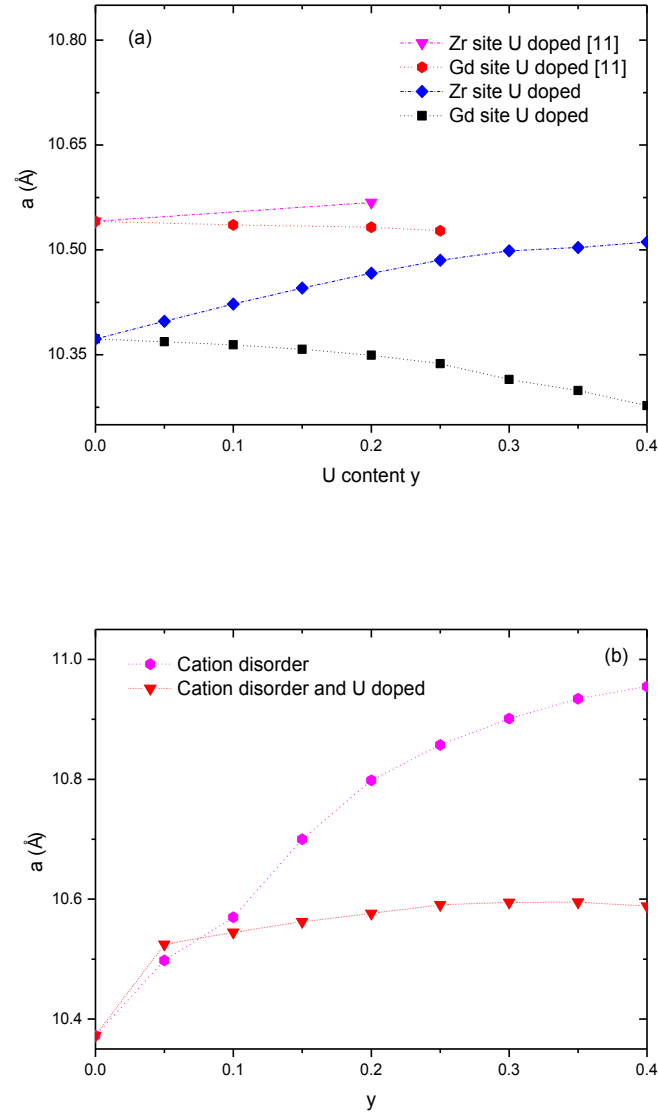 (a)
Zr site U doped [11]
Gd site U doped [11]
Zr site U doped
Gd site U doped
10.80
10.65
10.50
10.35
a (Å)
0.0 0.1 0.2 0.3 0.4
U content y
(b)
Cation disorder
Cation disorder and U doped
11.0
10.8
10.6
10.4
a (Å)
0.0 0.1 0.2 0.3 0.4
y